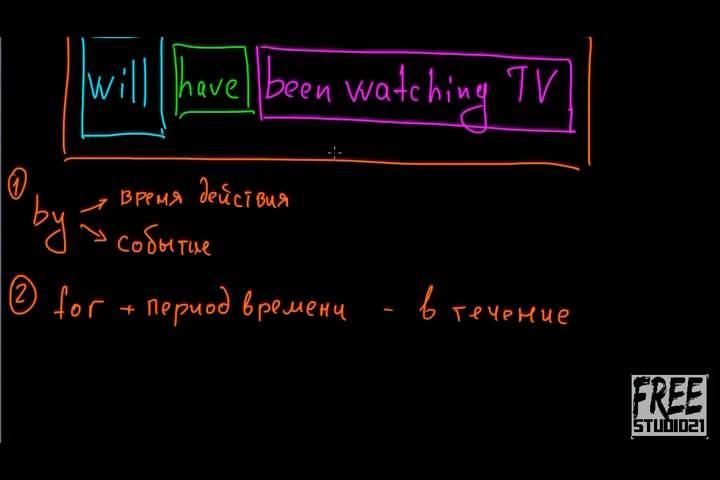 will have been watching TV
① by → время действия
→ событие
② for + период времени - в течение
FREE
STUDIO21